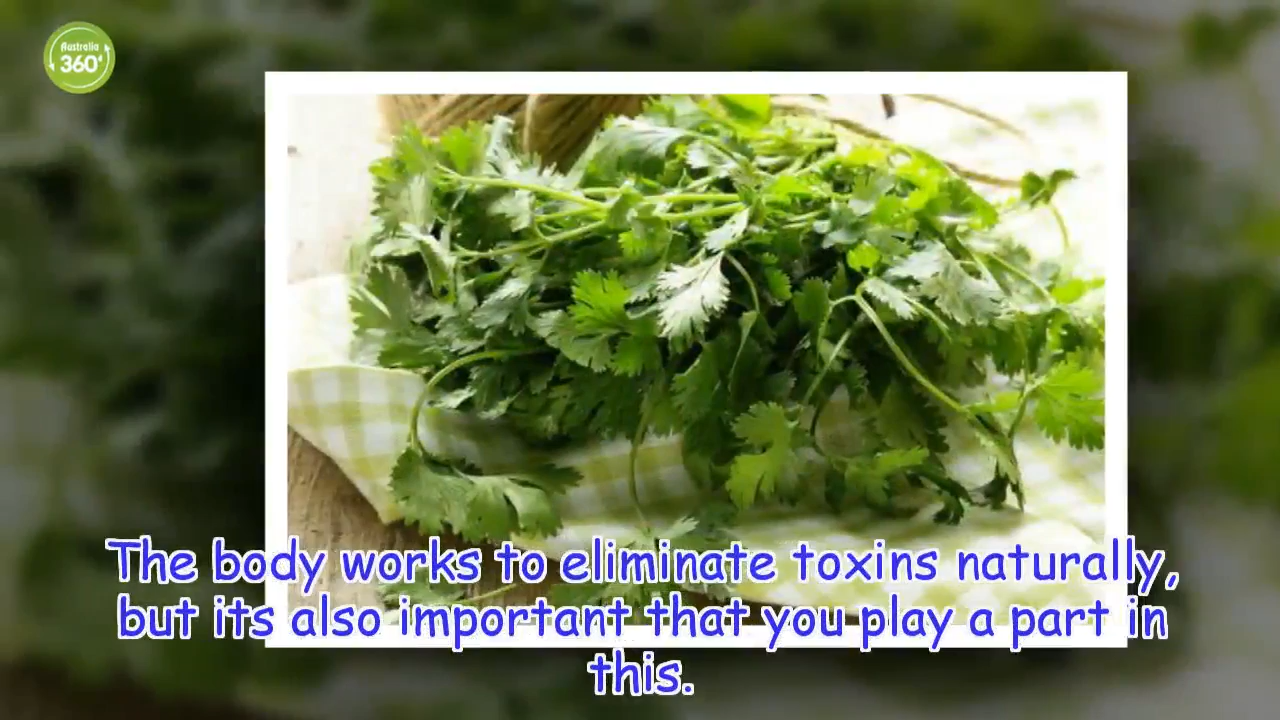 Australia
360°
The body works to eliminate toxins naturally,
but its also important that you play a part in
this.